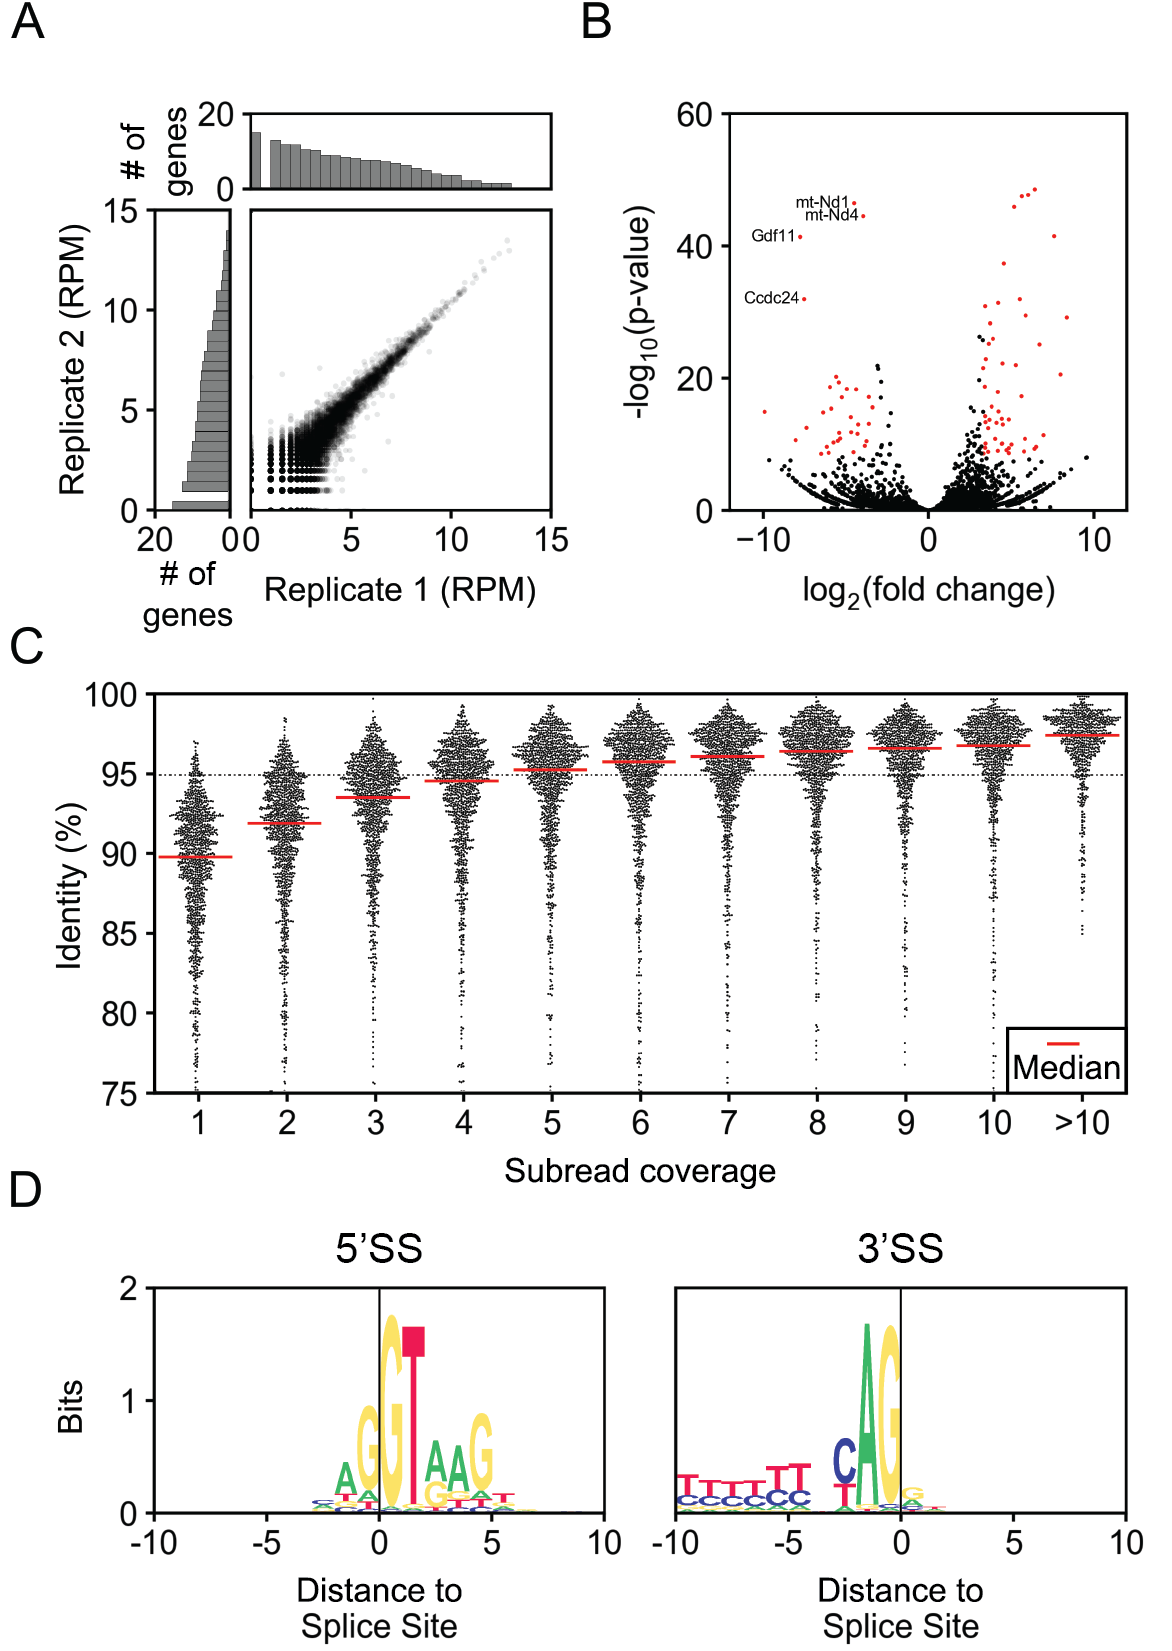 A
B
# of
genes
20
0
15
10
5
0
Replicate 2 (RPM)
20
0
# of
genes
0
5
10
15
Replicate 1 (RPM)
60
40
20
0
-log10(p-value)
mt-Nd1
mt-Nd4
Gdf11
Ccdc24
−10
0
10
log2(fold change)
C
100
95
90
85
80
75
Identity (%)
1
2
3
4
5
6
7
8
9
10
>10
Subread coverage
Median
D
5'SS
3'SS
2
1
0
Bits
-10
-5
0
5
10
Distance to
Splice Site
-10
-5
0
5
10
Distance to
Splice Site